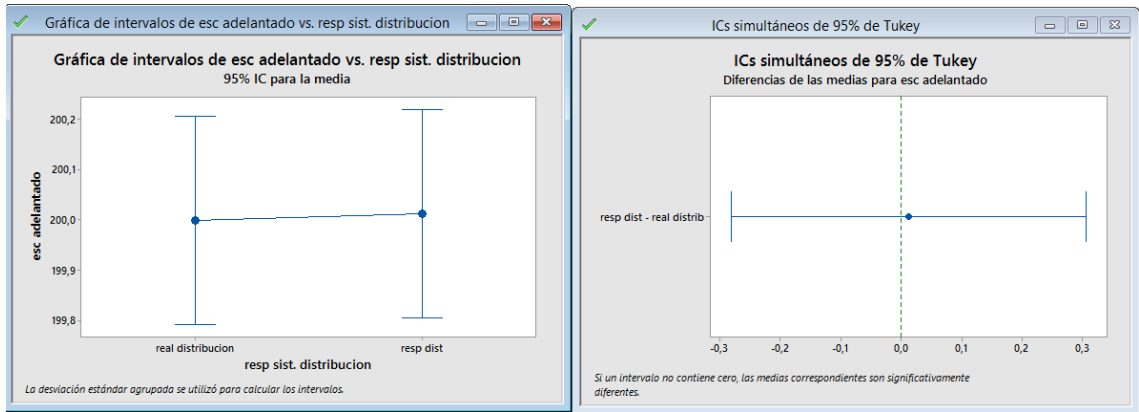 Gráfica de intervalos de esc adelantado vs. resp sist. distribucion
Gráfica de intervalos de esc adelantado vs. resp sist. distribucion
95% IC para la media
200,2
200,1
200,0
199,9
199,8
esc adelantado
real distribucion
resp dist
resp sist. distribucion
La desviación estándar agrupada se utilizó para calcular los intervalos.
ICs simultáneos de 95% de Tukey
ICs simultáneos de 95% de Tukey
Diferencias de las medias para esc adelantado
resp dist - real distrib
-0,3
-0,2
-0,1
0,0
0,1
0,2
0,3
Si un intervalo no contiene cero, las medias correspondientes son significativamente
diferentes.